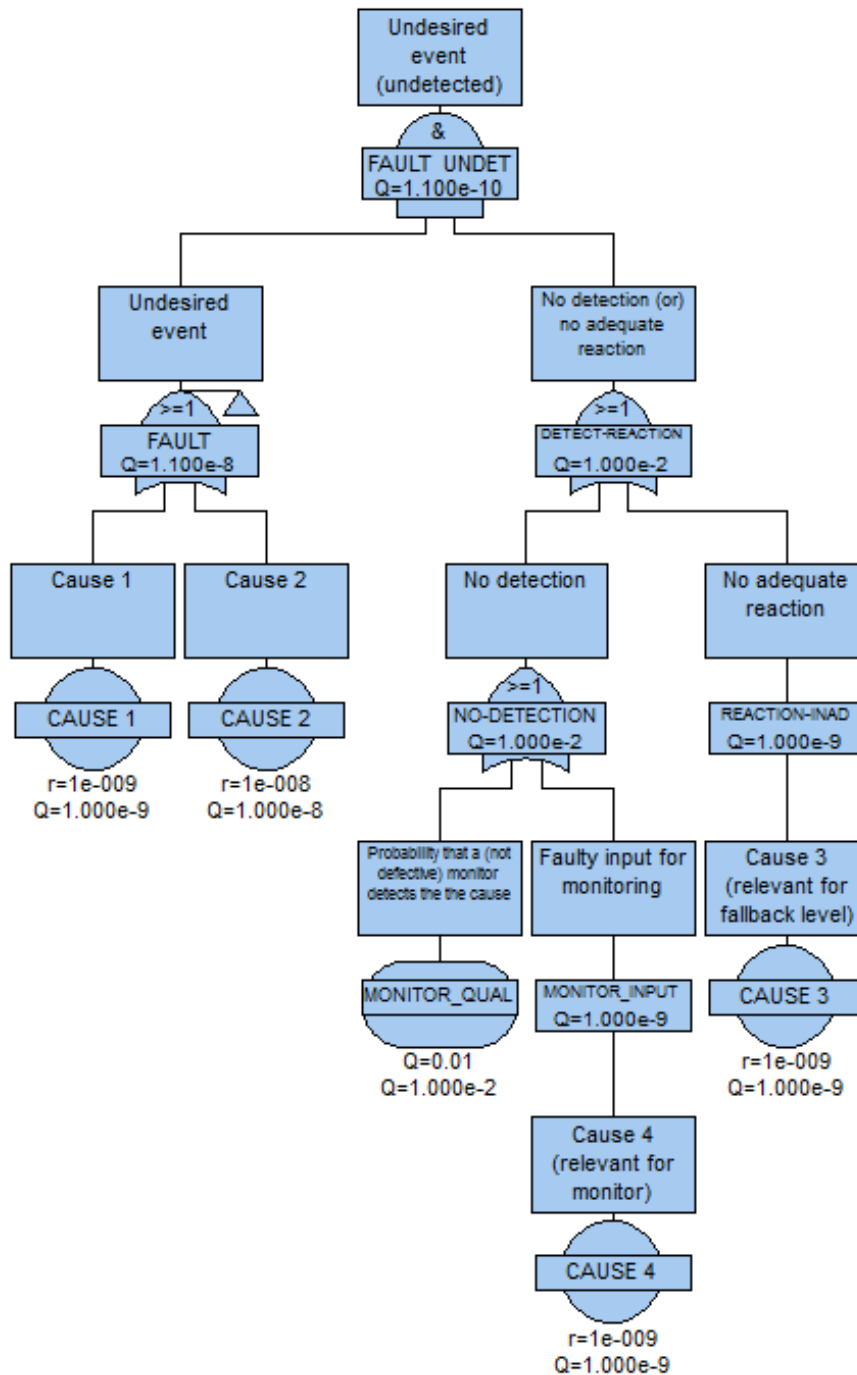 Undesired
event
(undetected)
&
FAULT UNDET
Q=1.100e-10
Undesired
event
>=1
FAULT
Q=1.100e-8
No detection (or)
no adequate
reaction
>=1
DETECT-REACTION
Q=1.000e-2
Cause 1
CAUSE 1
r=1e-009
Q=1.000e-9
Cause 2
CAUSE 2
r=1e-008
Q=1.000e-8
No detection
>=1
NO-DETECTION
Q=1.000e-2
No adequate
reaction
REACTION-INAD
Q=1.000e-9
Probability that a (not
defective) monitor
detects the the cause
MONITOR_QUAL
Q=0.01
Q=1.000e-2
Faulty input for
monitoring
MONITOR_INPUT
Q=1.000e-9
Cause 3
(relevant for
fallback level)
CAUSE 3
r=1e-009
Q=1.000e-9
Cause 4
(relevant for
monitor)
CAUSE 4
r=1e-009
Q=1.000e-9